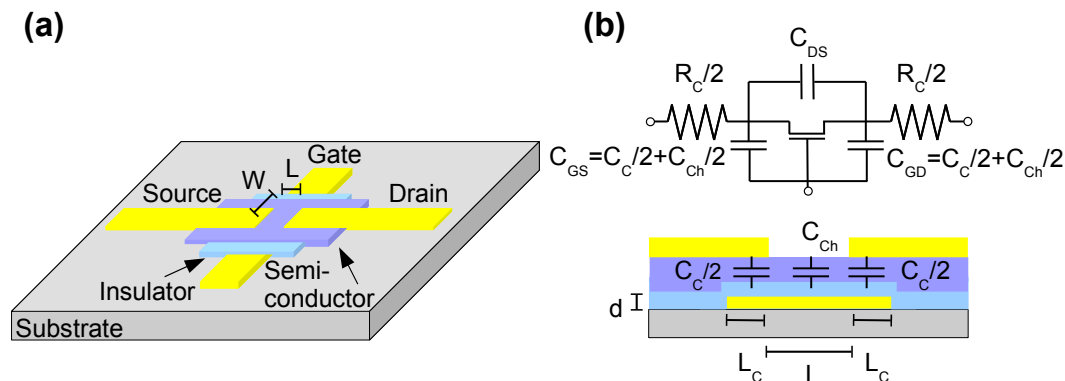 (a)
Gate
L
W
Source
Drain
Insulator
Semi-
conductor
Substrate
(b)
C_DS
R_C/2
R_C/2
C_GS=C_C/2+C_Ch/2
C_GD=C_C/2+C_Ch/2
C_Ch
C_C/2
C_C/2
d
L_C
L
L_C